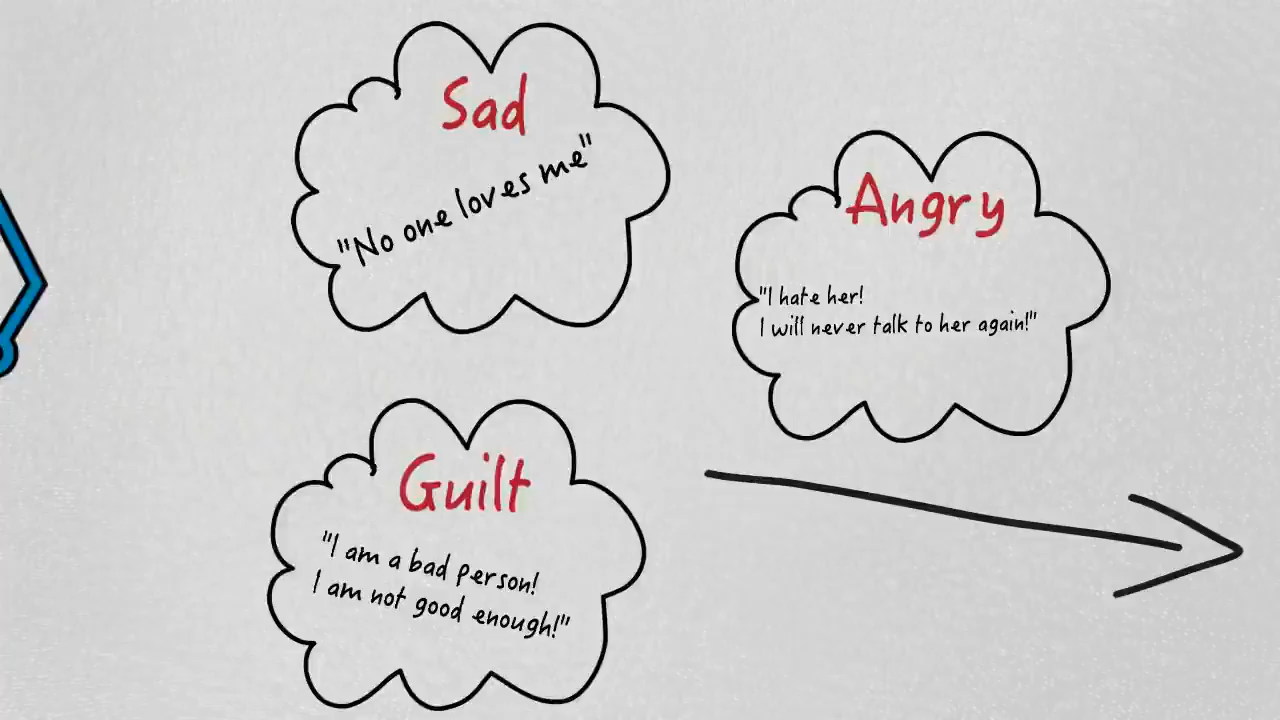 Sad
"No one loves me"
Angry
"I hate her!
I will never talk to her again!"
Guilt
"I am a bad person!
I am not good enough!"